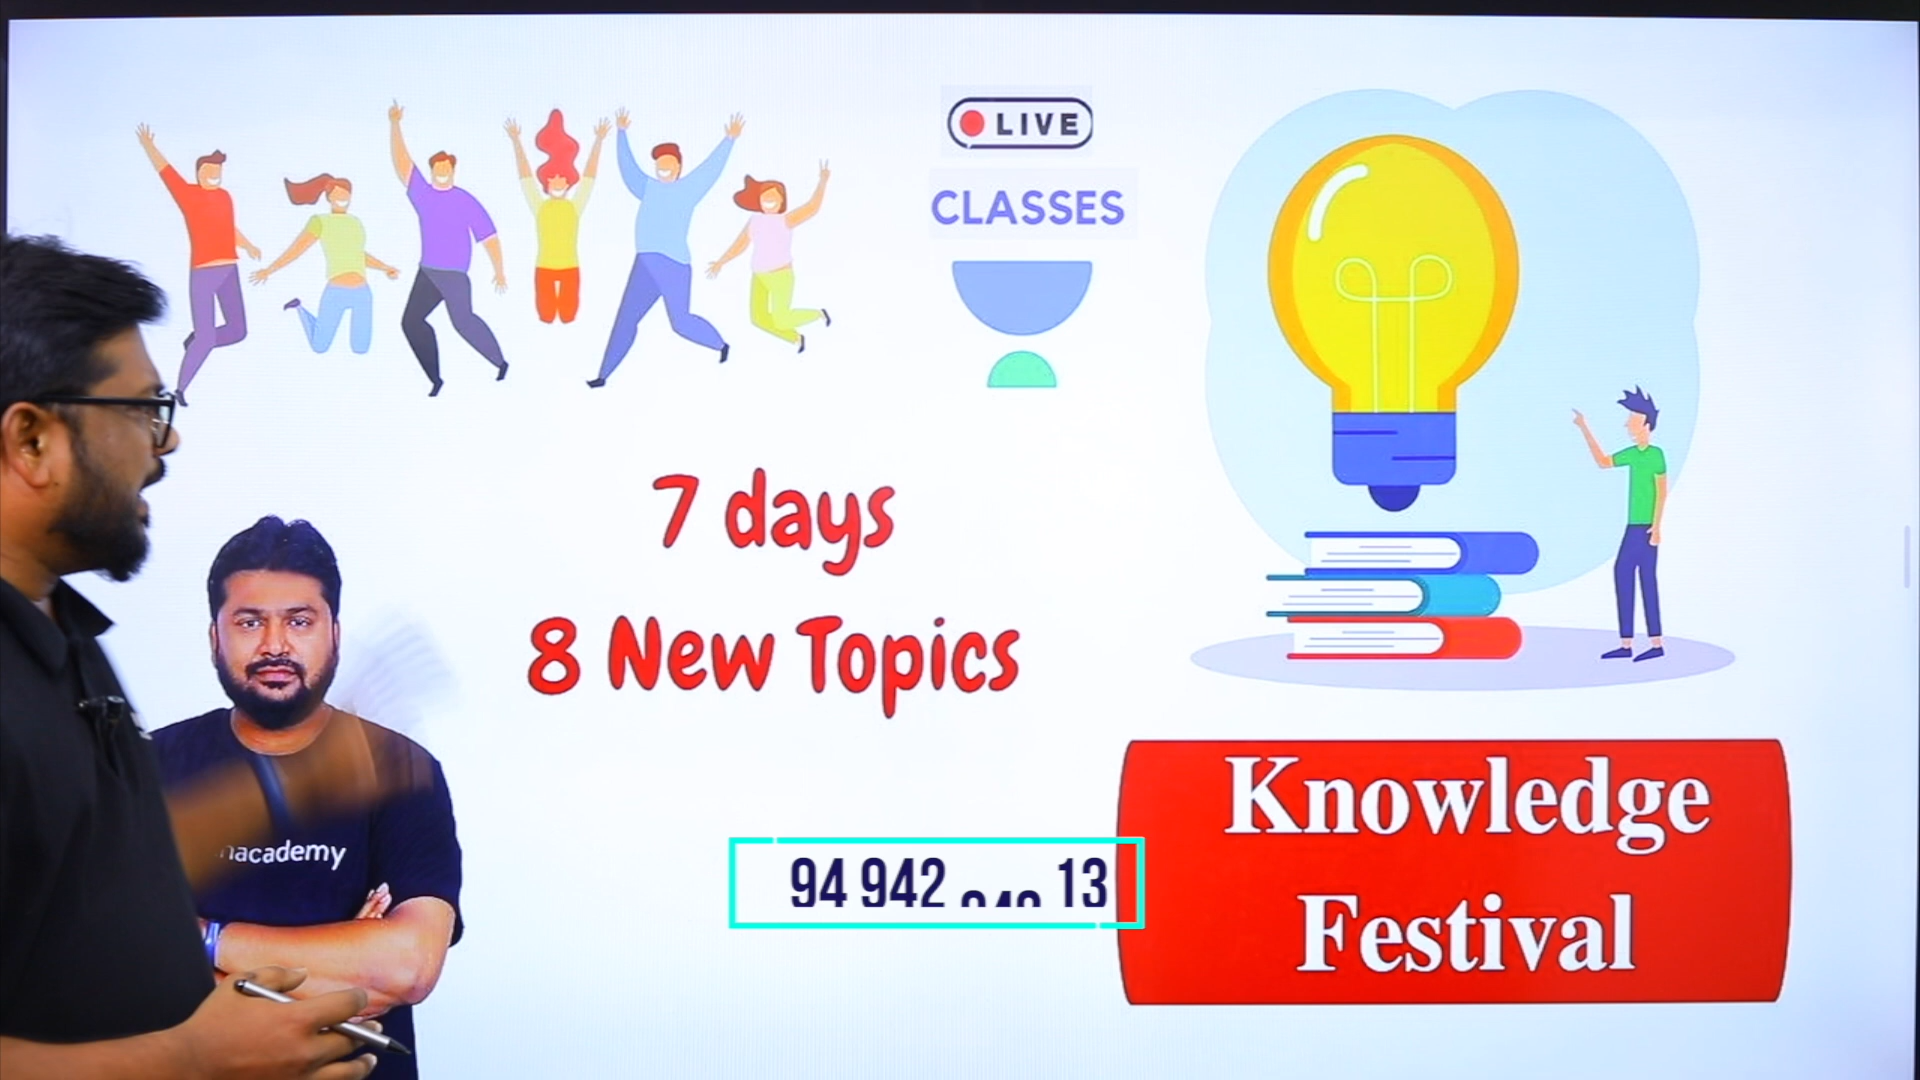 LIVE
CLASSES
7 days
8 New Topics
nacademy
Knowledge
Festival
94 942 13